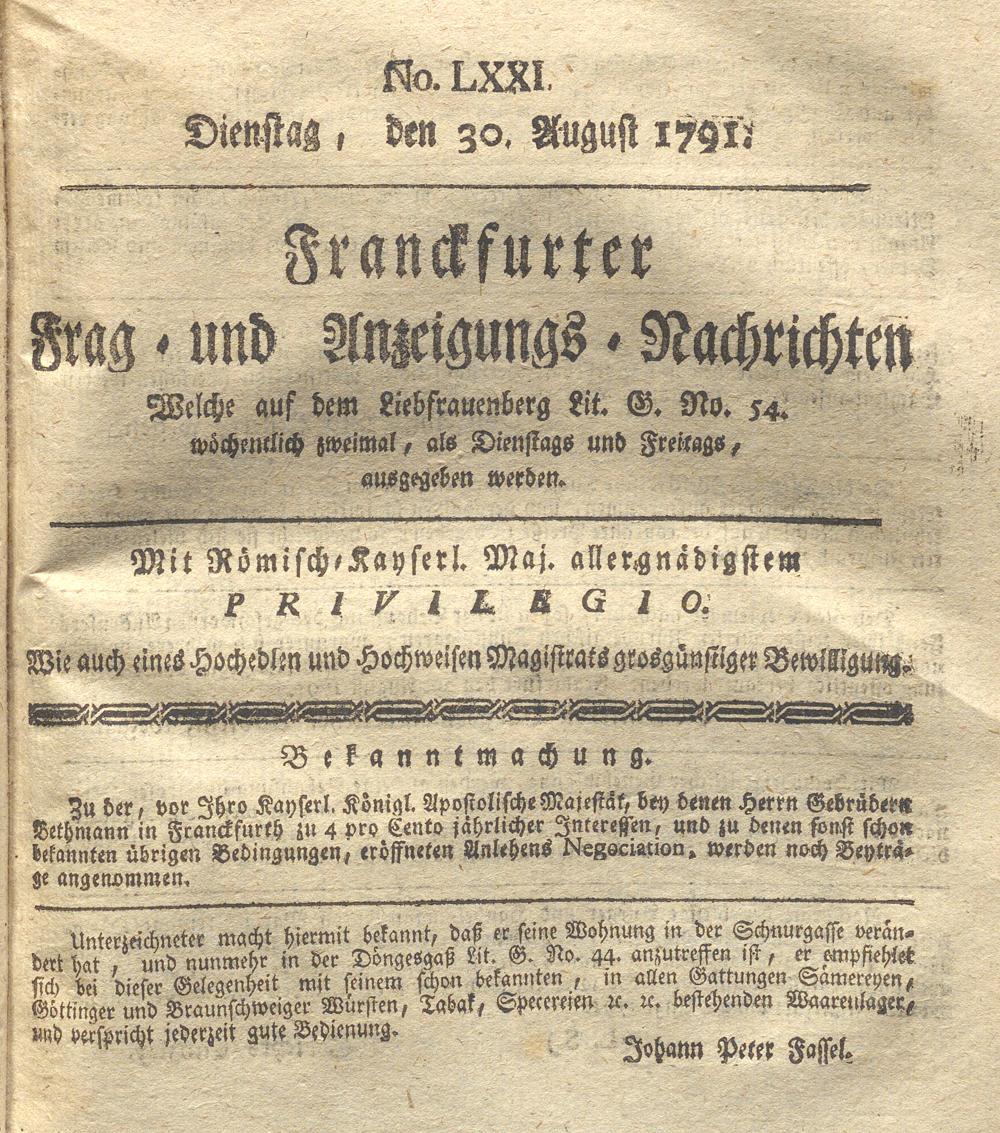 No. LXXI.
Dienstag, den 30. August 1791.
Franckfurter
Frag- und Anzeigungs-Nachrichten
Welche auf dem Liebfrauenberg Lit. G. No. 54.
wöchentlich zweimal, als Dienstags und Freitags,
ausgegeben werden.
Mit Römisch-Kayserl. Maj. allergnädigstem
PRIVILEGIO.
Wie auch eines Hochedlen und Hochweisen Magistrats grosgünstiger Bewilligung.
Bekanntmachung.
Zu der, vor Ihro Kayserl. Königl. Apostolische Majestät, bey denen Herrn Gebrüdern
Bethmann in Franckfurth zu 4 pro Cento jährlicher Interessen, und zu denen sonst schon
bekannten übrigen Bedingungen, eröffneten Anlehens Negociation, werden noch Beyträ-
ge angenommen.
Unterzeichneter macht hiermit bekannt, daß er seine Wohnung in der Schnurgasse verän-
dert hat, und nunmehr in der Döngesgaß Lit. G. No. 44. anzutreffen ist, er empfiehlet
sich bei dieser Gelegenheit mit seinem schon bekannten, in allen Gattungen Sämereyen,
Göttinger und Braunschweiger Würsten, Tabak, Specereien ꝛc. ꝛc. bestehenden Waarenlager,
und verspricht jederzeit gute Bedienung.
Johann Peter Fassel.